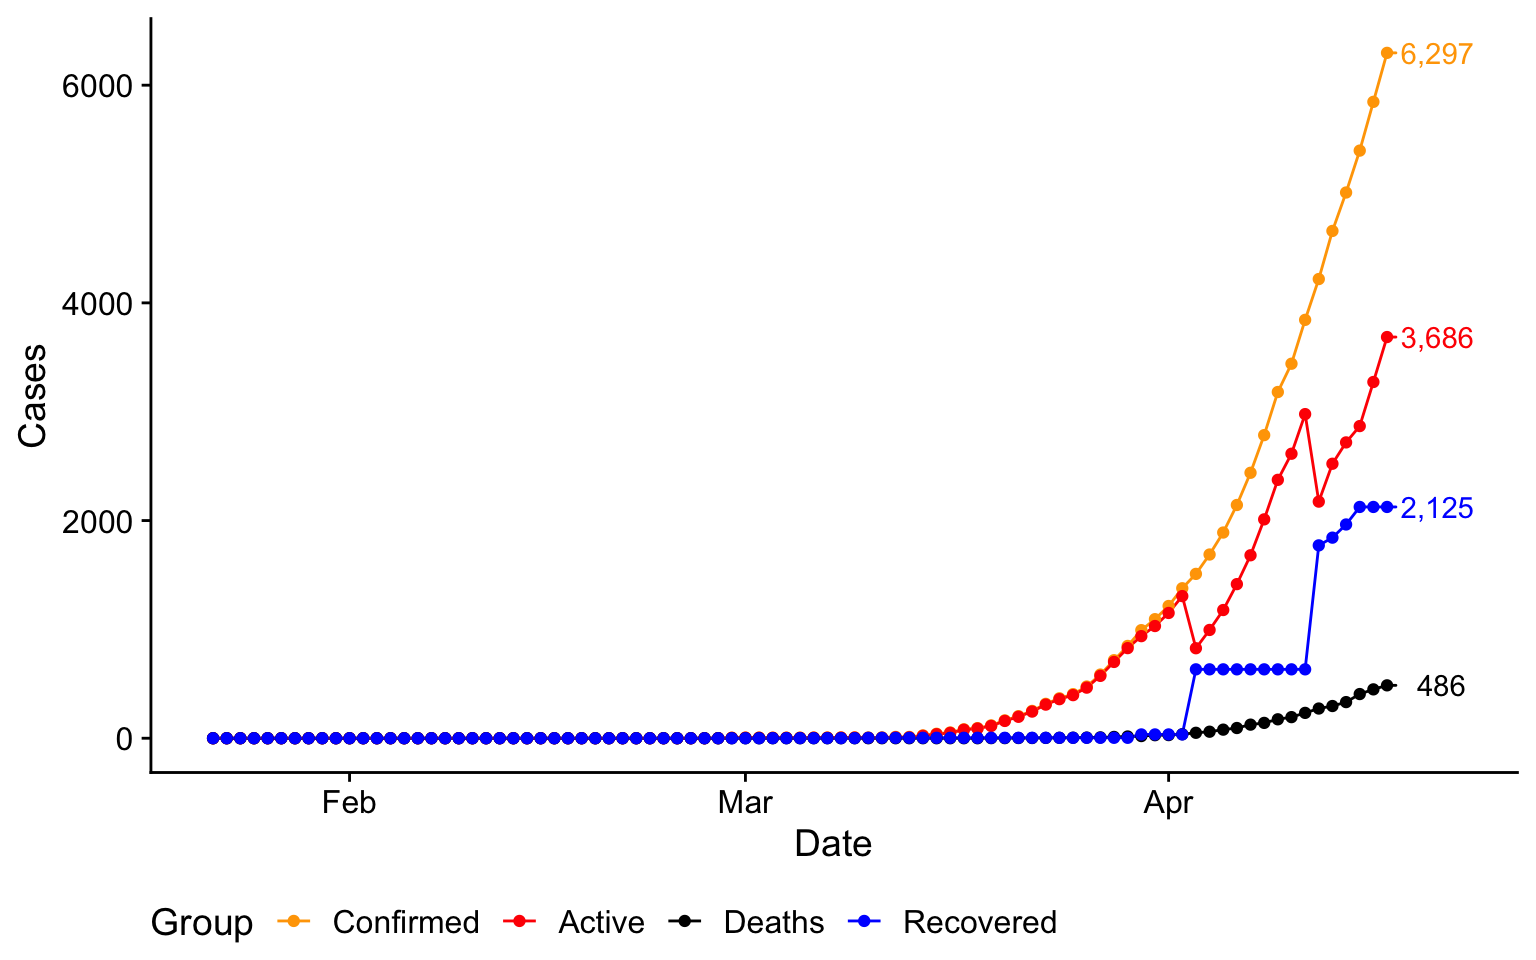 6,297
6000
4000
3,686
Cases
2000
2,125
486
0
Feb Mar Apr
Date
Group Confirmed Active Deaths Recovered